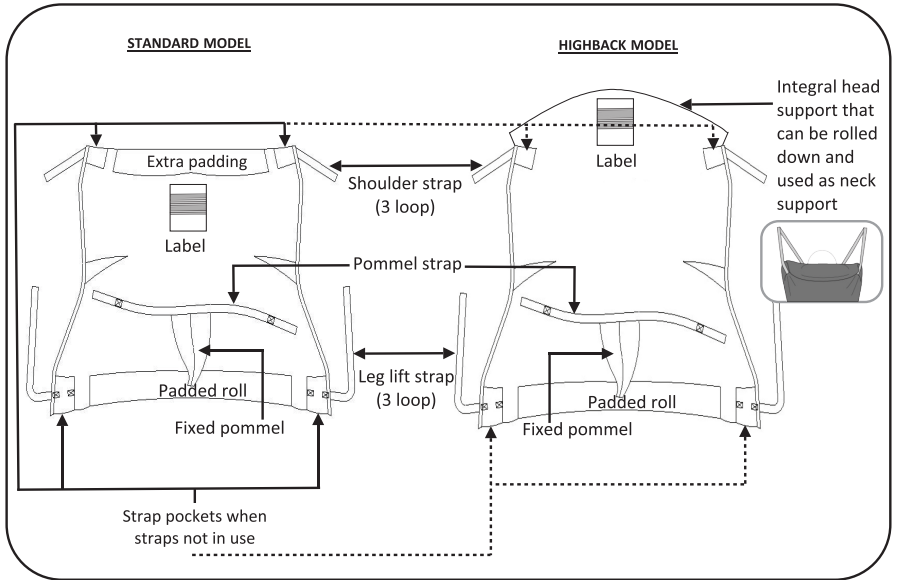 STANDARD MODEL
HIGHBACK MODEL
Integral head
support that
can be rolled
down and
used as neck
support
Extra padding
Label
Label
Shoulder strap
(3 loop)
Pommel strap
Leg lift strap
(3 loop)
Padded roll
Fixed pommel
Padded roll
Fixed pommel
Strap pockets when
straps not in use